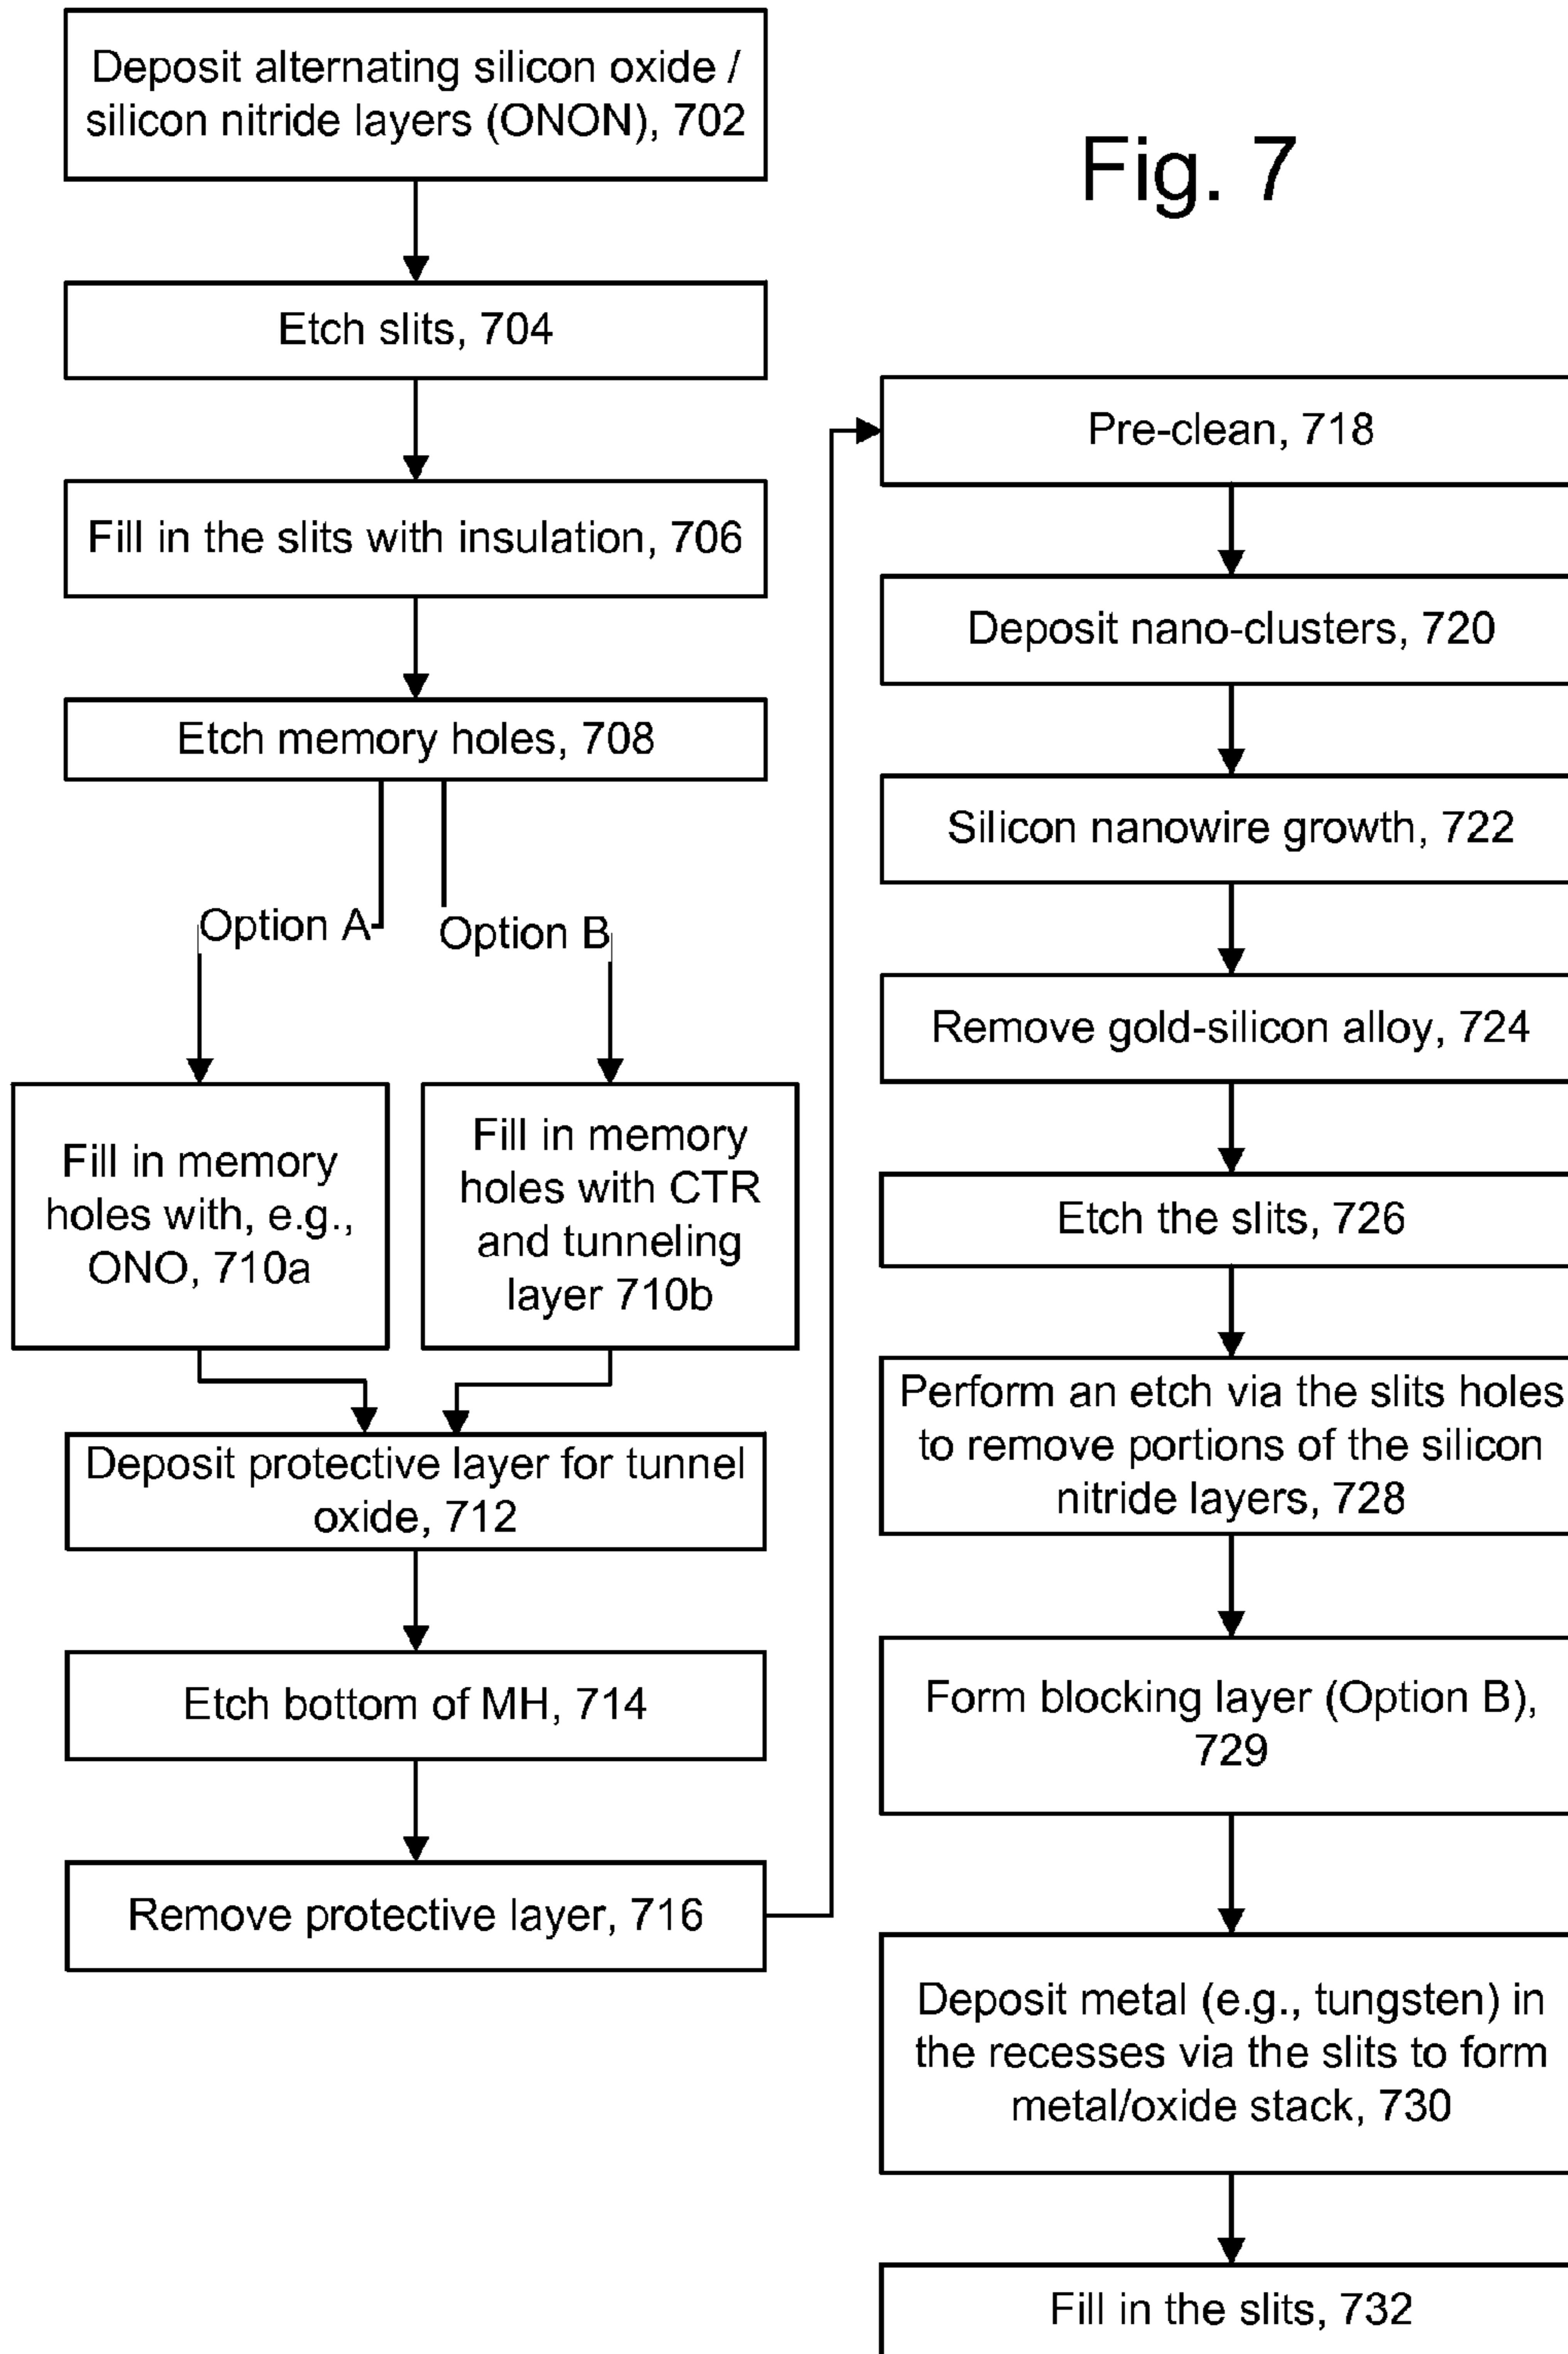 Deposit alternating silicon oxide /
silicon nitride layers (ONON), 702
Fig. 7
Etch slits, 704
Fill in the slits with insulation, 706
Etch memory holes, 708
Option A
Option B
Fill in memory
holes with, e.g.,
ONO, 710a
Fill in memory
holes with CTR
and tunneling
layer 710b
Deposit protective layer for tunnel
oxide, 712
Etch bottom of MH, 714
Remove protective layer, 716
Pre-clean, 718
Deposit nano-clusters, 720
Silicon nanowire growth, 722
Remove gold-silicon alloy, 724
Etch the slits, 726
Perform an etch via the slits holes
to remove portions of the silicon
nitride layers, 728
Form blocking layer (Option B),
729
Deposit metal (e.g., tungsten) in
the recesses via the slits to form
metal/oxide stack, 730
Fill in the slits, 732